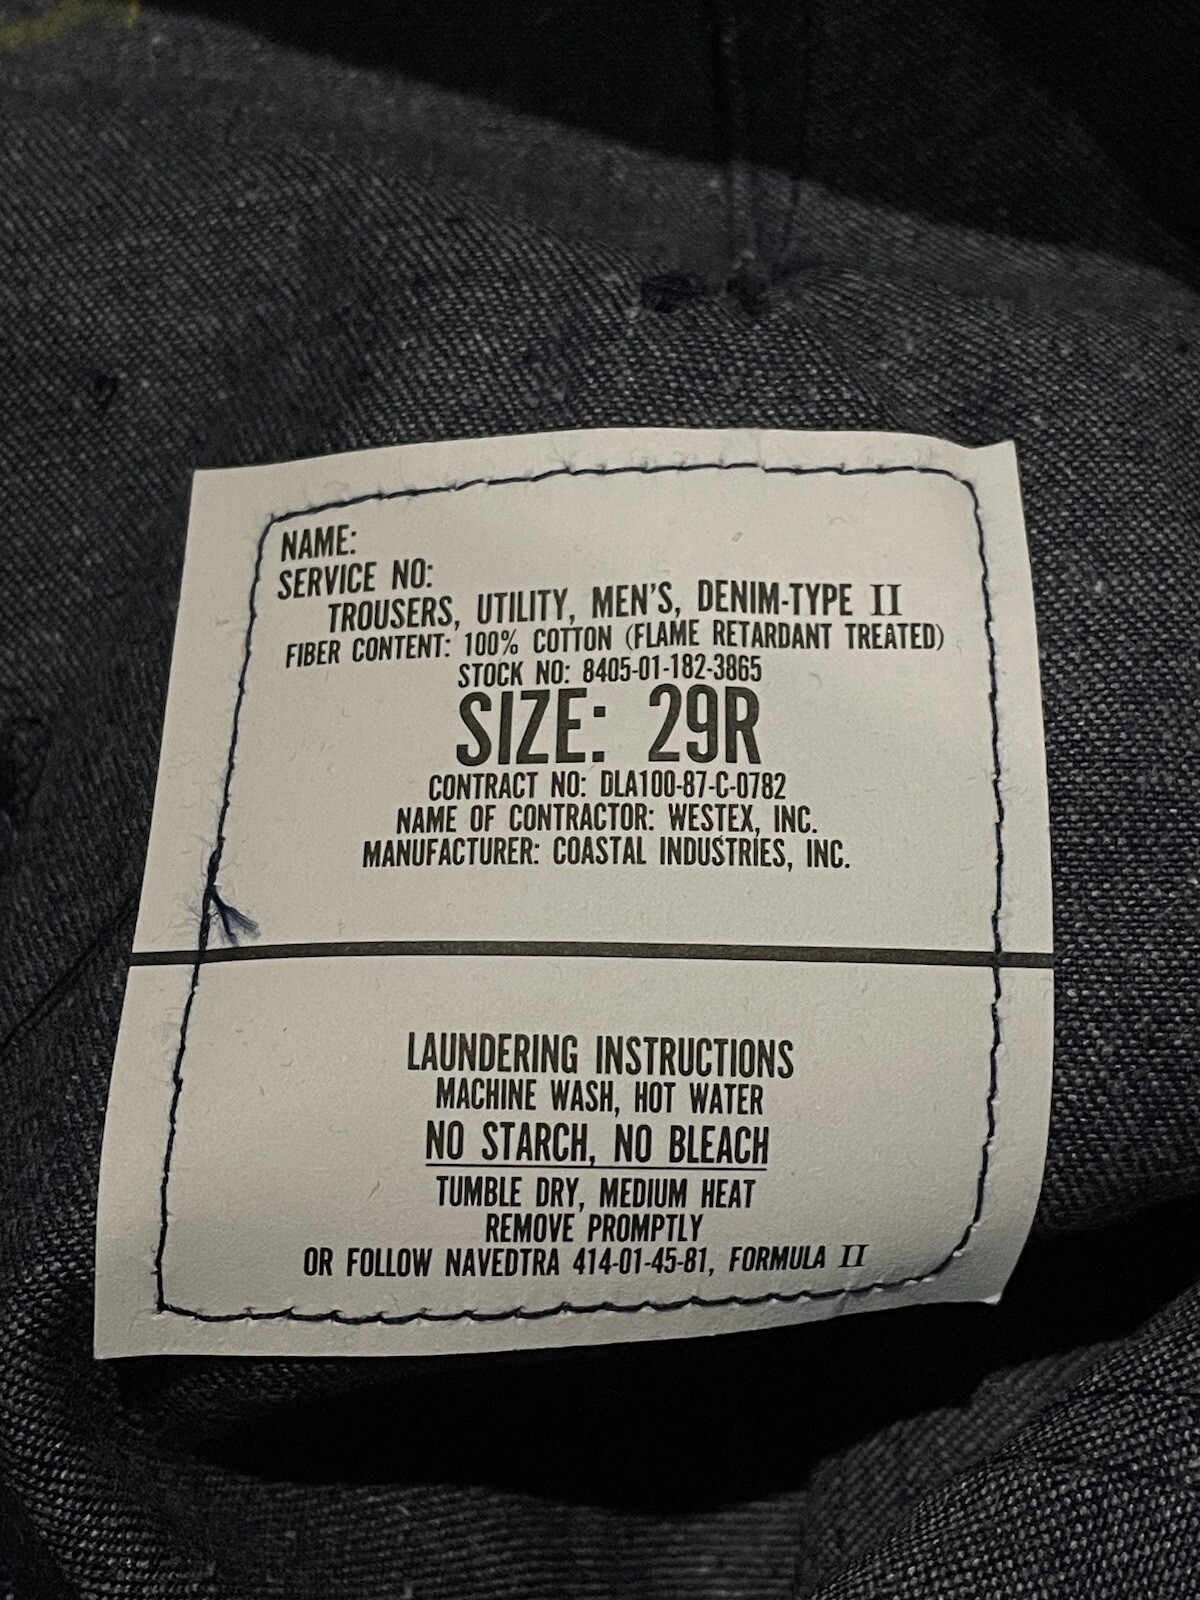 NAME:
SERVICE NO:
TROUSERS, UTILITY, MEN'S, DENIM-TYPE II
FIBER CONTENT: 100% COTTON (FLAME RETARDANT TREATED)
STOCK NO: 8405-01-182-3865
SIZE: 29R
CONTRACT NO: DLA100-87-C-0782
NAME OF CONTRACTOR: WESTEX, INC.
MANUFACTURER: COASTAL INDUSTRIES, INC.
LAUNDERING INSTRUCTIONS
MACHINE WASH, HOT WATER
NO STARCH, NO BLEACH
TUMBLE DRY, MEDIUM HEAT
REMOVE PROMPTLY
OR FOLLOW NAVEDTRA 414-01-45-81, FORMULA II